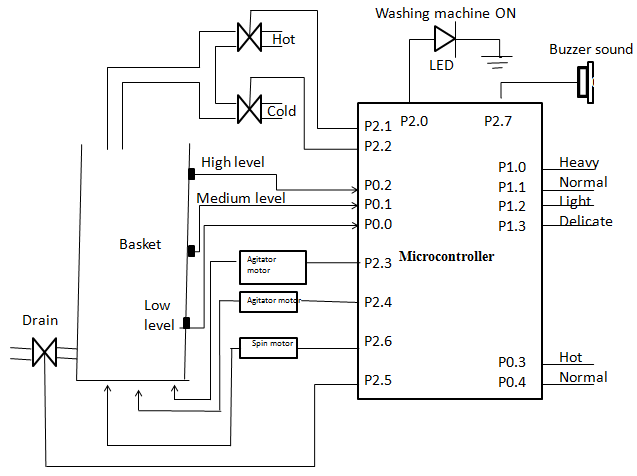 Washing machine ON
Hot
Buzzer sound
LED
Cold
P2.0
P2.7
P2.1
P2.2
High level
P1.0
Heavy
P0.2
P1.1
Normal
Medium level
P0.1
P1.2
Light
P0.0
P1.3
Delicate
Basket
Agitator
motor
P2.3
Microcontroller
Low
level
Agitator motor
P2.4
Drain
Spin motor
P2.6
P0.3
Hot
P2.5
P0.4
Normal